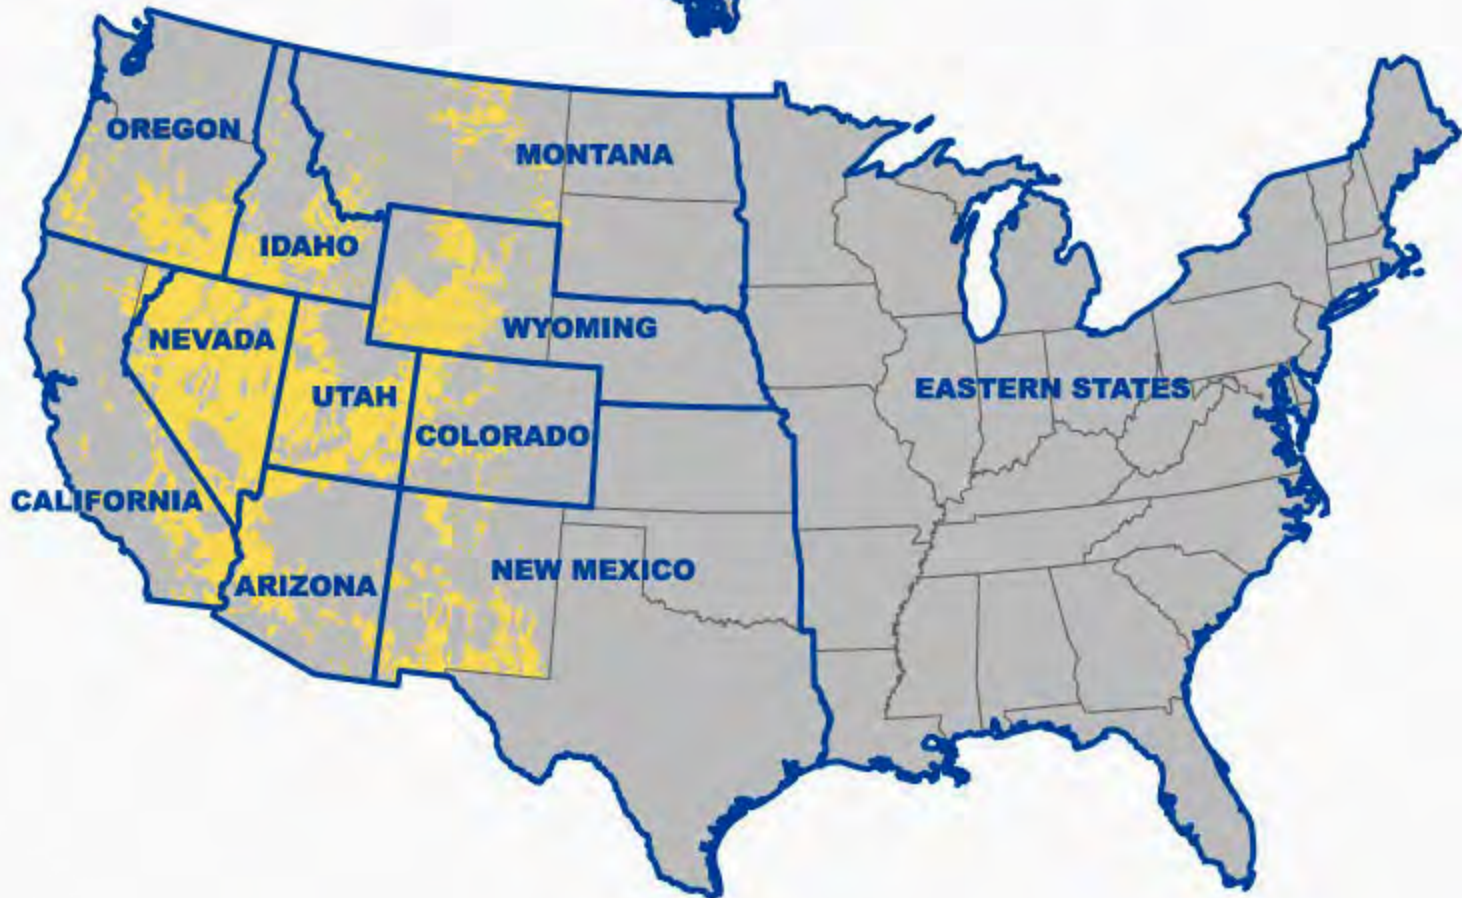 OREGON
MONTANA
IDAHO
WYOMING
NEVADA
EASTERN STATES
UTAH
COLORADO
CALIFORNIA
NEW MEXICO
ARIZONA